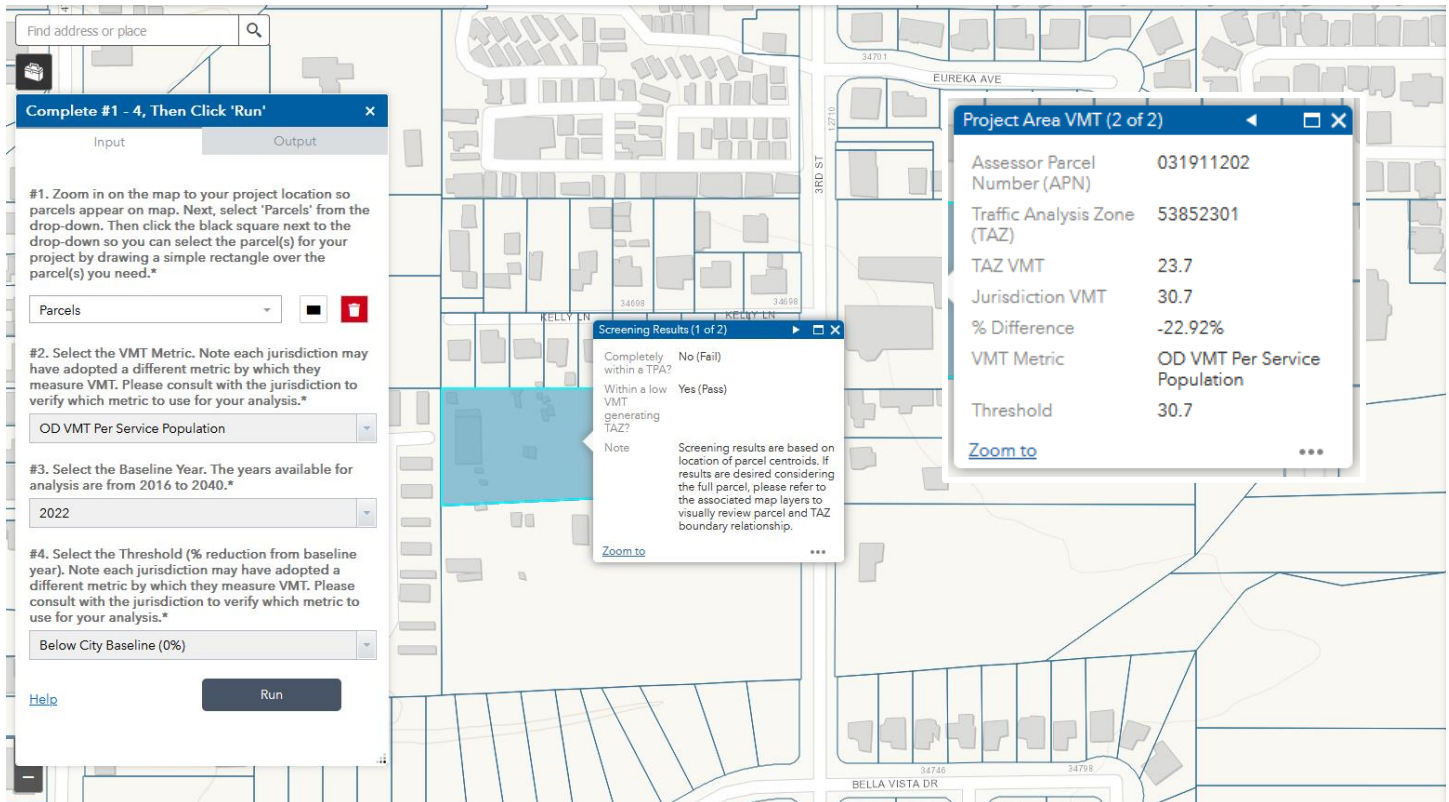 Find address or place
Complete #1 - 4, Then Click 'Run'
Input
Output
#1. Zoom in on the map to your project location so
parcels appear on map. Next, select 'Parcels' from the
drop-down. Then click the black square next to the
drop-down so you can select the parcel(s) for your
project by drawing a simple rectangle over the
parcel(s) you need.*
Parcels
#2. Select the VMT Metric. Note each jurisdiction may
have adopted a different metric by which they
measure VMT. Please consult with the jurisdiction to
verify which metric to use for your analysis.*
OD VMT Per Service Population
#3. Select the Baseline Year. The years available for
analysis are from 2016 to 2040.*
2022
#4. Select the Threshold (% reduction from baseline
year). Note each jurisdiction may have adopted a
different metric by which they measure VMT. Please
consult with the jurisdiction to verify which metric to
use for your analysis.*
Below City Baseline (0%)
Help
Run
34701
EUREKA AVE
12710
3RD ST
34698
34698
KELLY LN
KELLY LN
Screening Results (1 of 2)
Completely
within a TPA?
No (Fail)
Within a low
VMT
generating
TAZ?
Yes (Pass)
Note
Screening results are based on
location of parcel centroids. If
results are desired considering
the full parcel, please refer to
the associated map layers to
visually review parcel and TAZ
boundary relationship.
Zoom to
Project Area VMT (2 of 2)
Assessor Parcel
Number (APN)
031911202
Traffic Analysis Zone
(TAZ)
53852301
TAZ VMT
23.7
Jurisdiction VMT
30.7
% Difference
-22.92%
VMT Metric
OD VMT Per Service
Population
Threshold
30.7
Zoom to
34746
34798
BELLA VISTA DR